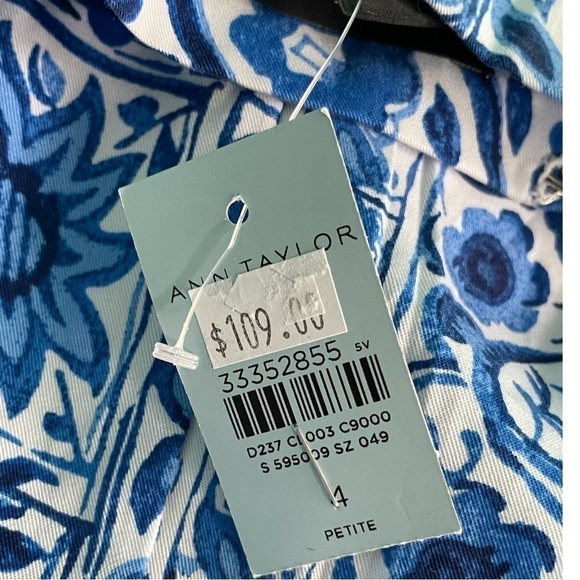 ANN TAYLOR
$109.00
33352855 SV
D237 CL003 C9000
S 595009 SZ 049
4
PETITE